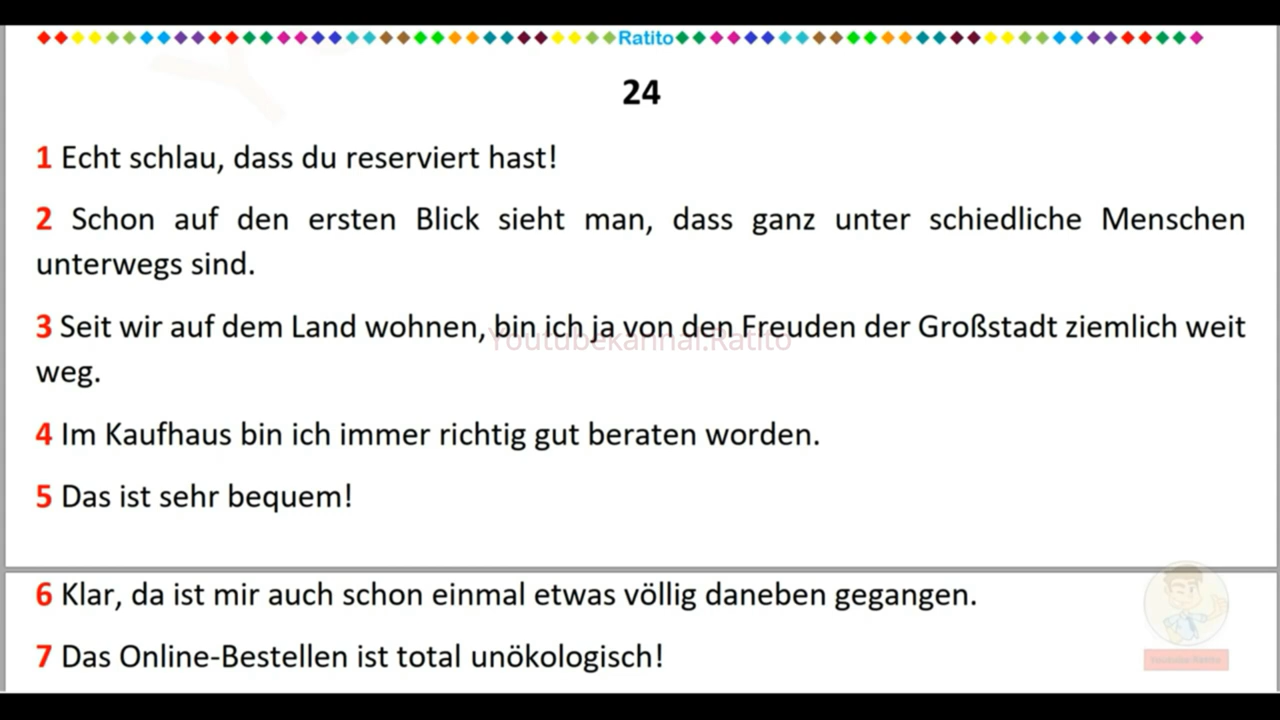 Ratito
24
1 Echt schlau, dass du reserviert hast!
2 Schon auf den ersten Blick sieht man, dass ganz unter schiedliche Menschen
unterwegs sind.
3 Seit wir auf dem Land wohnen, bin ich ja von den Freuden der Großstadt ziemlich weit
weg.
Youtubekannal.Ratito
4 Im Kaufhaus bin ich immer richtig gut beraten worden.
5 Das ist sehr bequem!
6 Klar, da ist mir auch schon einmal etwas völlig daneben gegangen.
7 Das Online-Bestellen ist total unökologisch!
Youtube:Ratito